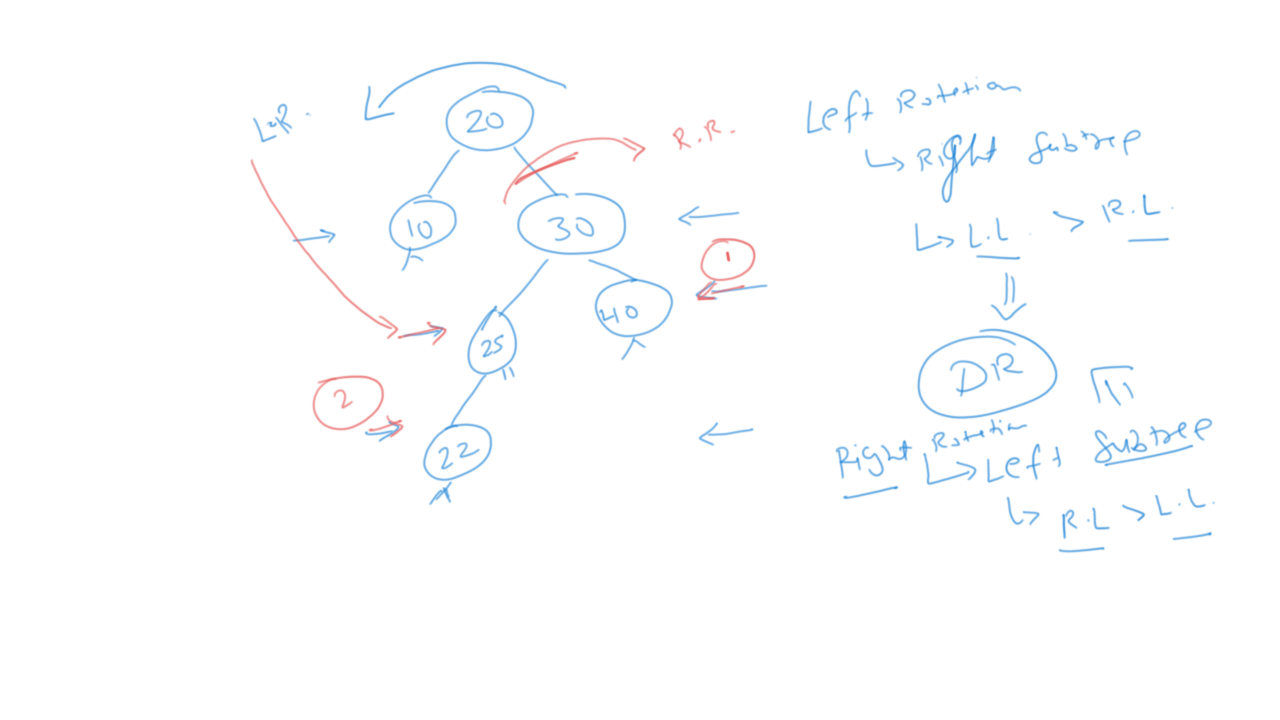 L.R.
20
R.R.
10
30
1
40
25
2
22
Left Rotation
Right Subtree
L.L. > R.L.
DR
Right Rotation
Left Subtree
R.L > L.L.